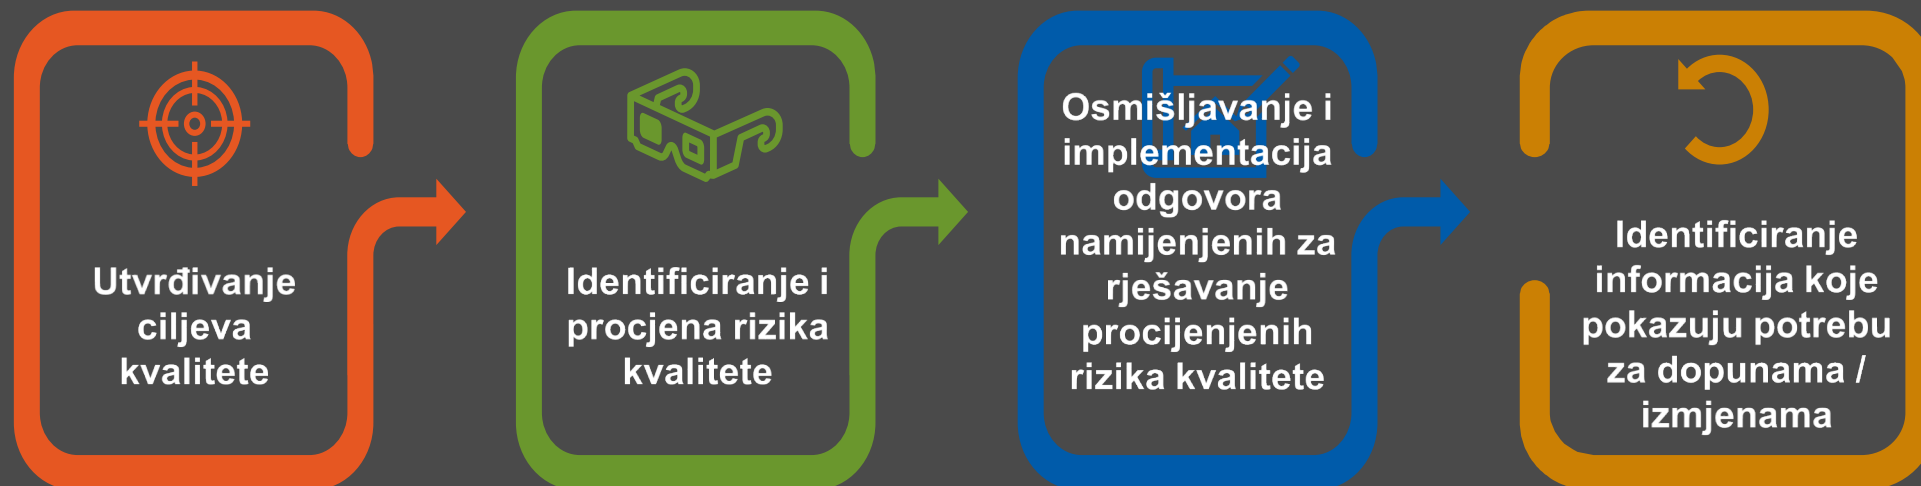 Utvrđivanje
ciljeva
kvalitete
Identificiranje i
procjena rizika
kvalitete
Osmišljavanje i
implementacija
odgovora
namijenjenih za
rješavanje
procijenjenih
rizika kvalitete
Identificiranje
informacija koje
pokazuju potrebu
za dopunama /
izmjenama